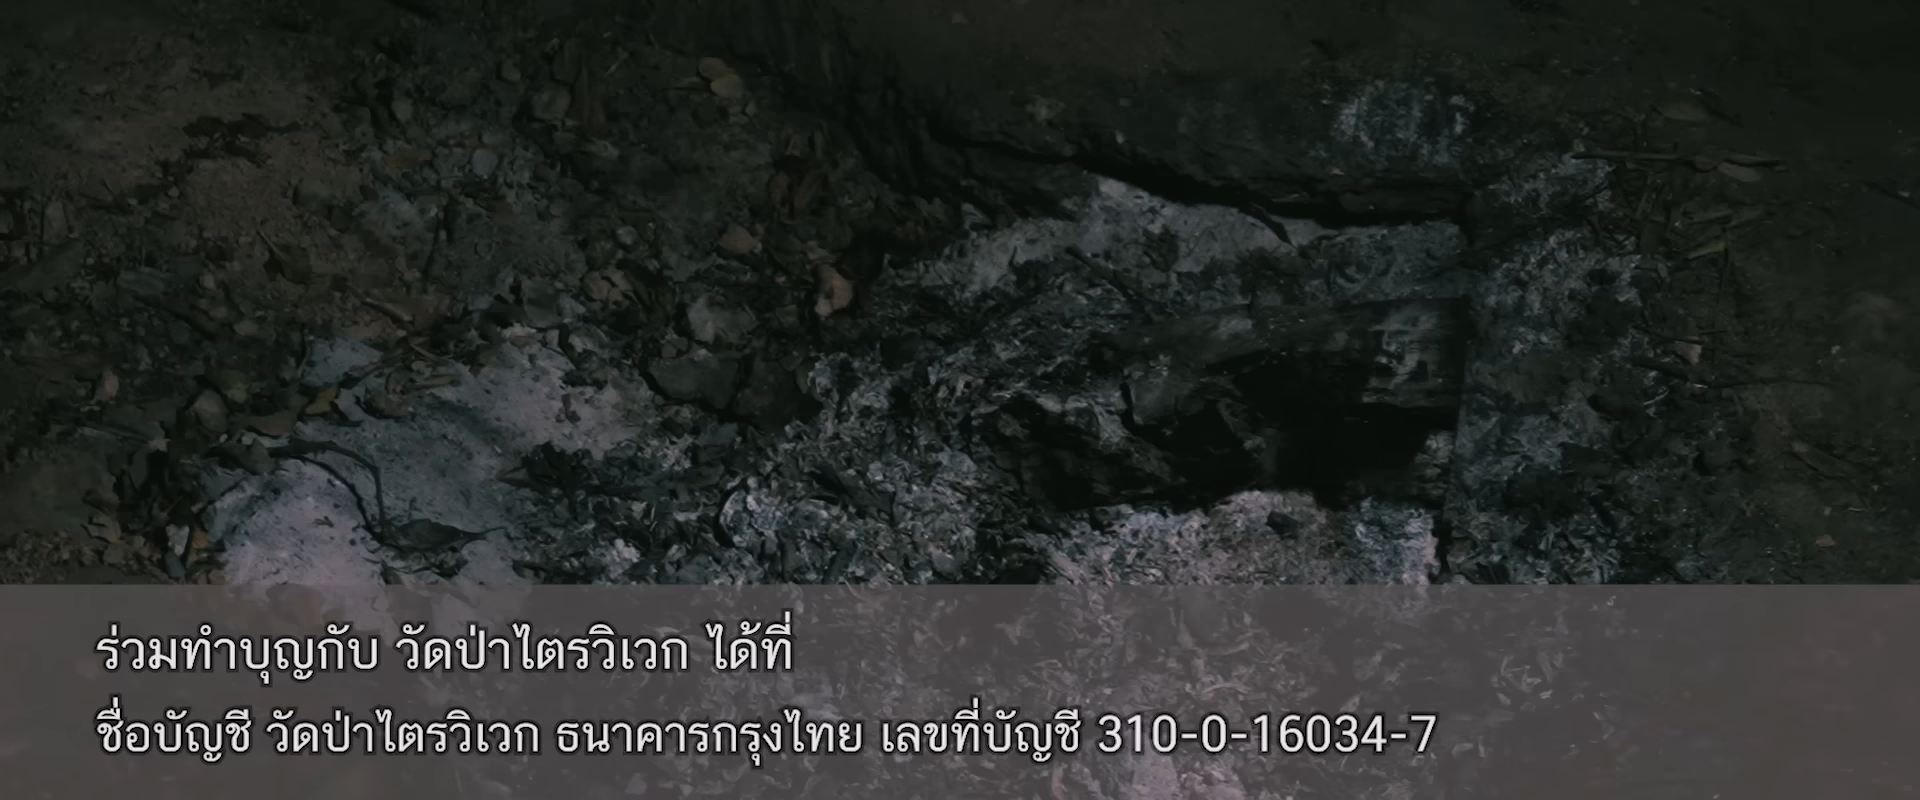 ร่วมทำบุญกับ วัดป่าไตรวิเวก ได้ที่
ชื่อบัญชี วัดป่าไตรวิเวก ธนาคารกรุงไทย เลขที่บัญชี 310-0-16034-7